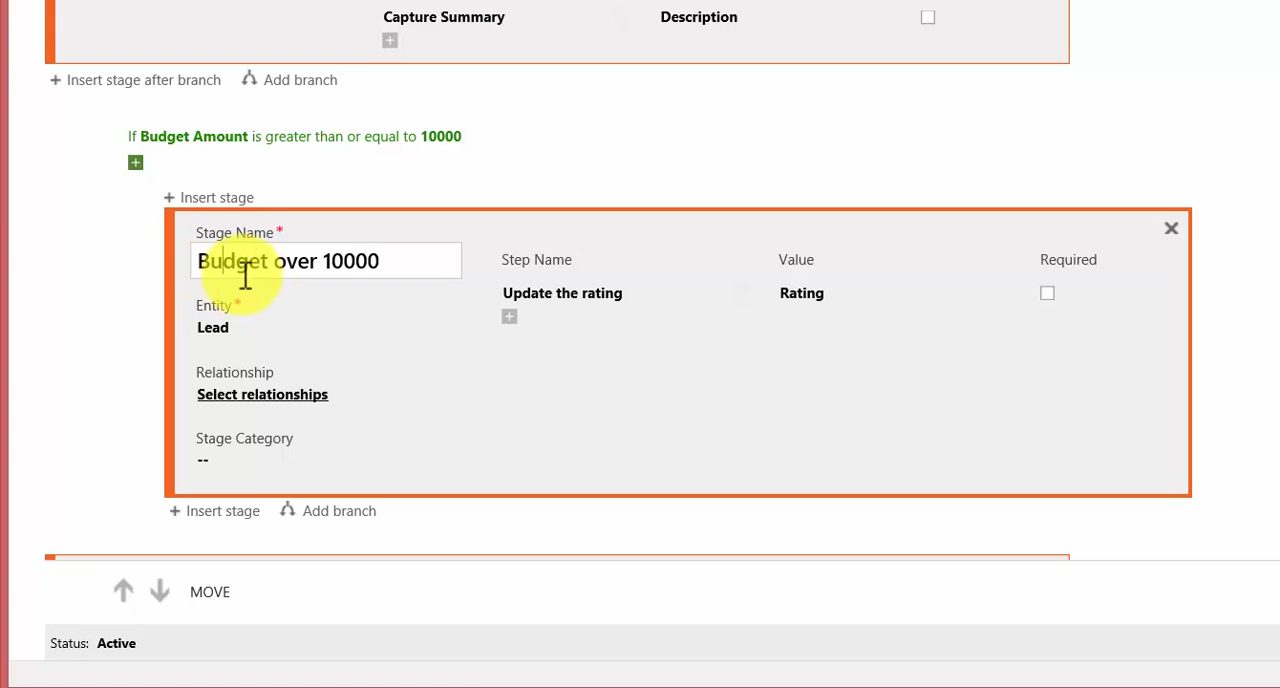 Capture Summary Description
+ Insert stage after branch Add branch
If Budget Amount is greater than or equal to 10000
+ Insert stage
Stage Name *
Budget over 10000
Step Name Value Required
Update the rating Rating
Entity *
Lead
Relationship
Select relationships
Stage Category
--
+ Insert stage Add branch
MOVE
Status: Active